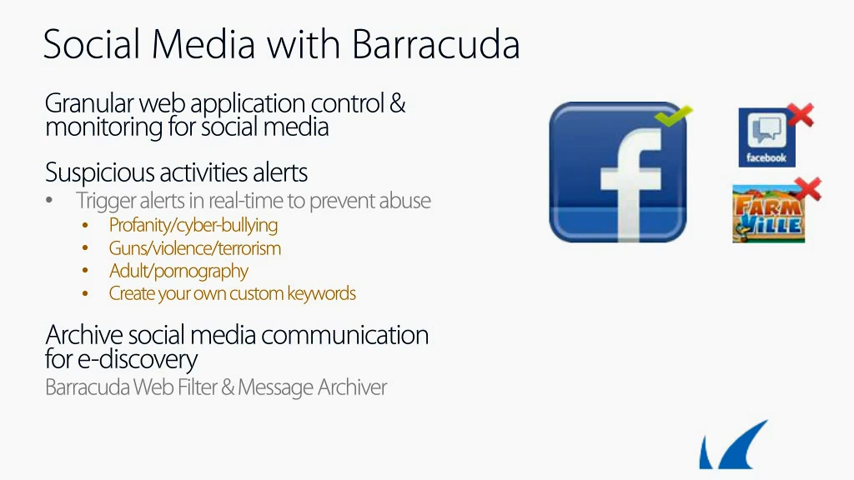 Social Media with Barracuda
Granular web application control &
monitoring for social media
Suspicious activities alerts
• Trigger alerts in real-time to prevent abuse
• Profanity/cyber-bullying
• Guns/violence/terrorism
• Adult/pornography
• Create your own custom keywords
Archive social media communication
for e-discovery
Barracuda Web Filter & Message Archiver
f
facebook
FARM
VILLE